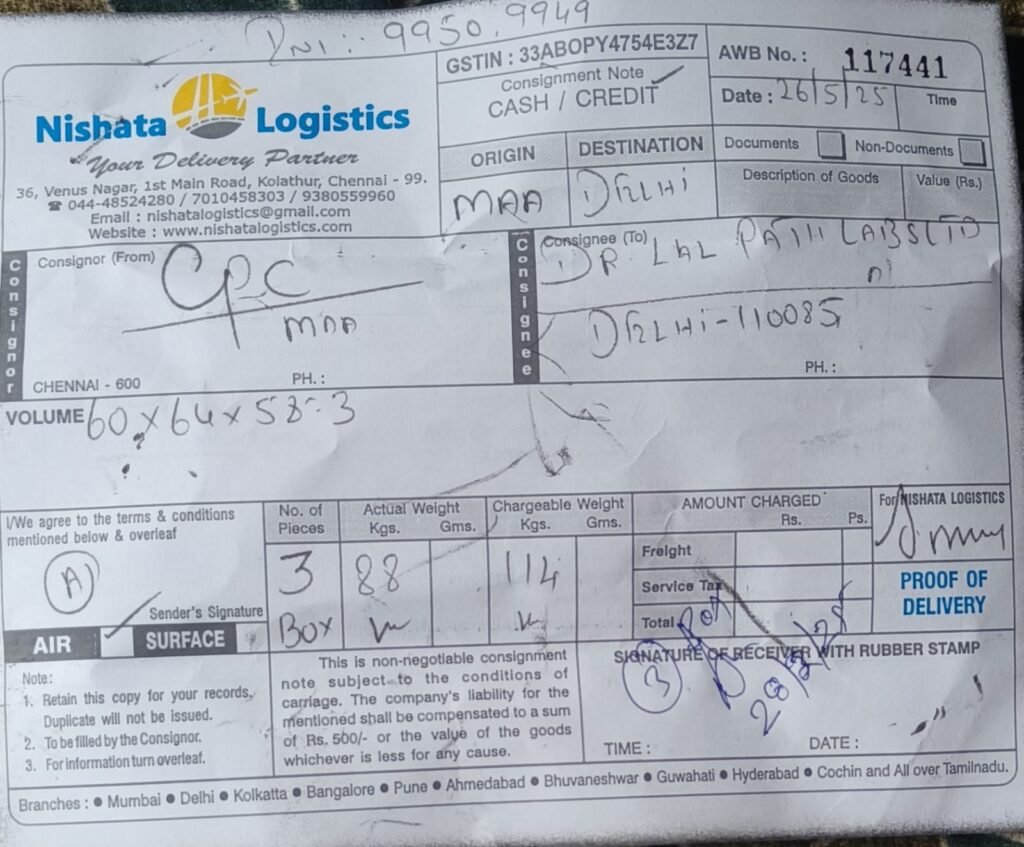 DNI :- 9950, 9949
GSTIN : 33ABOPY4754E3Z7
Consignment Note
CASH / CREDIT
AWB No. : 117441
Date : 26/5/25
Time
Nishata Logistics
Your Delivery Partner
36, Venus Nagar, 1st Main Road, Kolathur, Chennai - 99.
☎ 044-48524280 / 7010458303 / 9380559960
Email : nishatalogistics@gmail.com
Website : www.nishatalogistics.com
ORIGIN
DESTINATION
MAA
DELHI
Documents
Non-Documents
Description of Goods
Value (Rs.)
Consignor
Consignor (From)
CPC
MAA
CHENNAI - 600
PH. :
Consignee
Consignee (To)
DR LAL PATH LABS LTD
DELHI-110085
PH. :
VOLUME 60 x 64 x 58-3
I/We agree to the terms & conditions
mentioned below & overleaf
A
Sender's Signature
AIR
SURFACE
No. of
Pieces
3
BOX
Actual Weight
Kgs. Gms.
88
Chargeable Weight
Kgs. Gms.
114
AMOUNT CHARGED
Rs. Ps.
Freight
Service Tax
Total
For NISHATA LOGISTICS
PROOF OF
DELIVERY
Note:
1. Retain this copy for your records,
Duplicate will not be issued.
2. To be filled by the Consignor.
3. For information turn overleaf.
This is non-negotiable consignment
note subject to the conditions of
carriage. The company's liability for the
mentioned shall be compensated to a sum
of Rs. 500/- or the value of the goods
whichever is less for any cause.
SIGNATURE OF RECEIVER WITH RUBBER STAMP
3 Box
TIME :
DATE :
Branches : ● Mumbai ● Delhi ● Kolkatta ● Bangalore ● Pune ● Ahmedabad ● Bhuvaneshwar ● Guwahati ● Hyderabad ● Cochin and All over Tamilnadu.